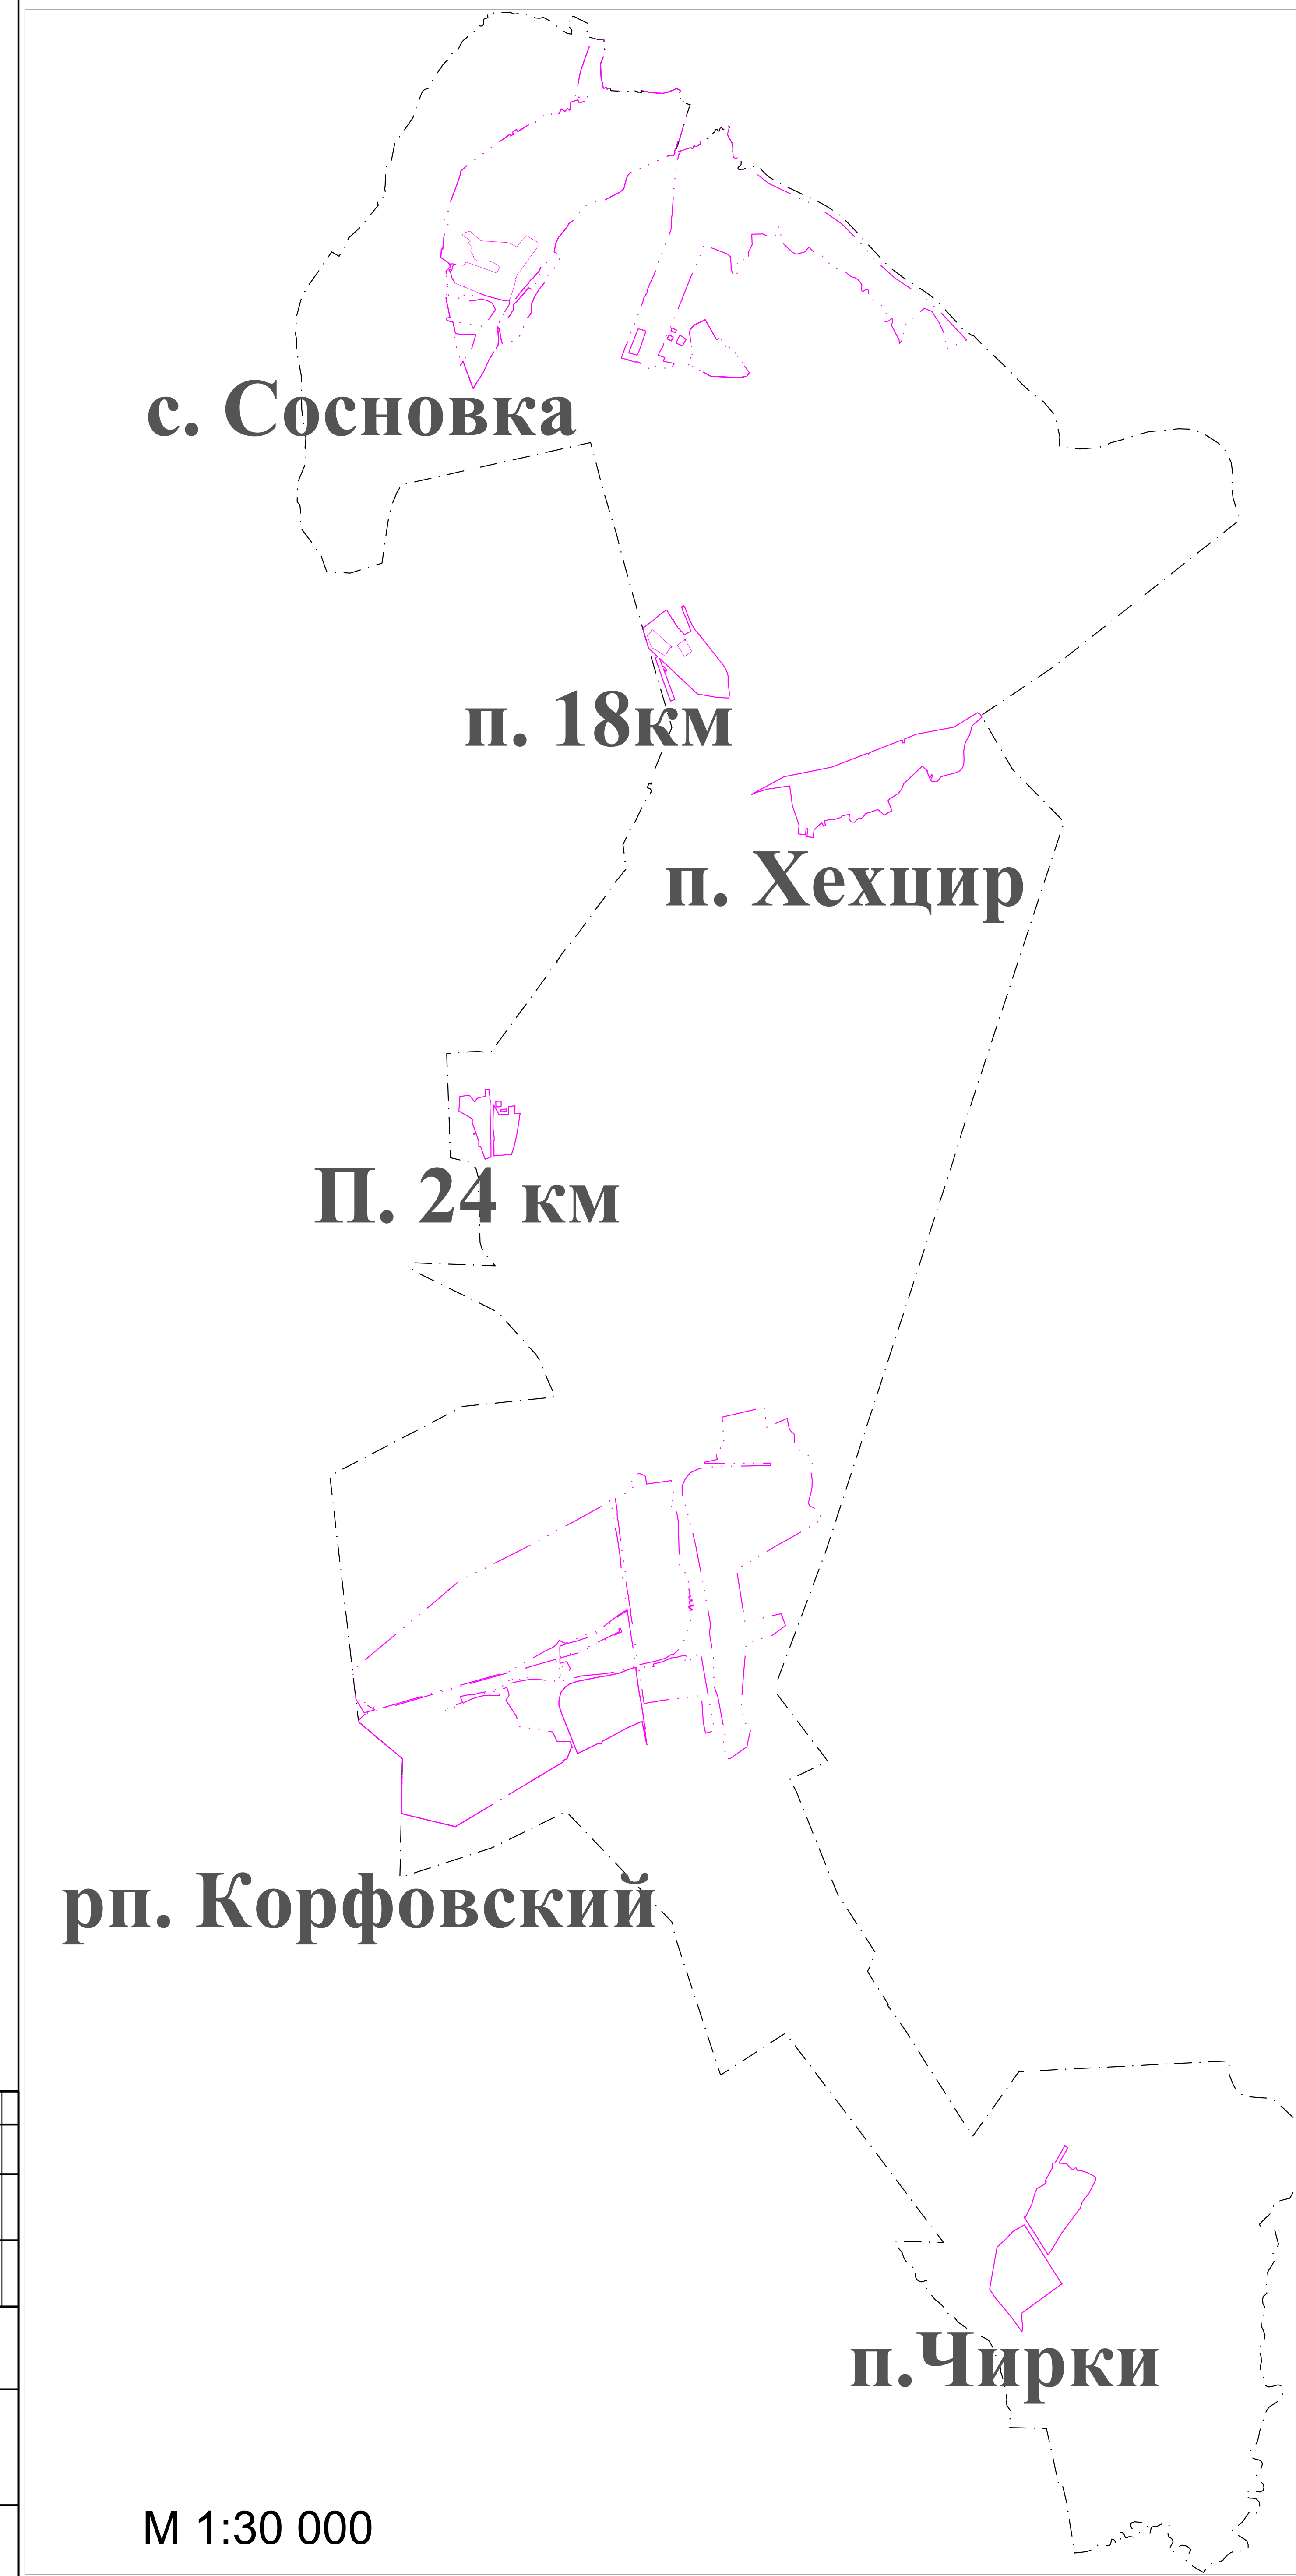 с. Сосновка
п. 18км
п. Хехцир
П. 24 км
рп. Корфовский
п.Чирки
М 1:30 000